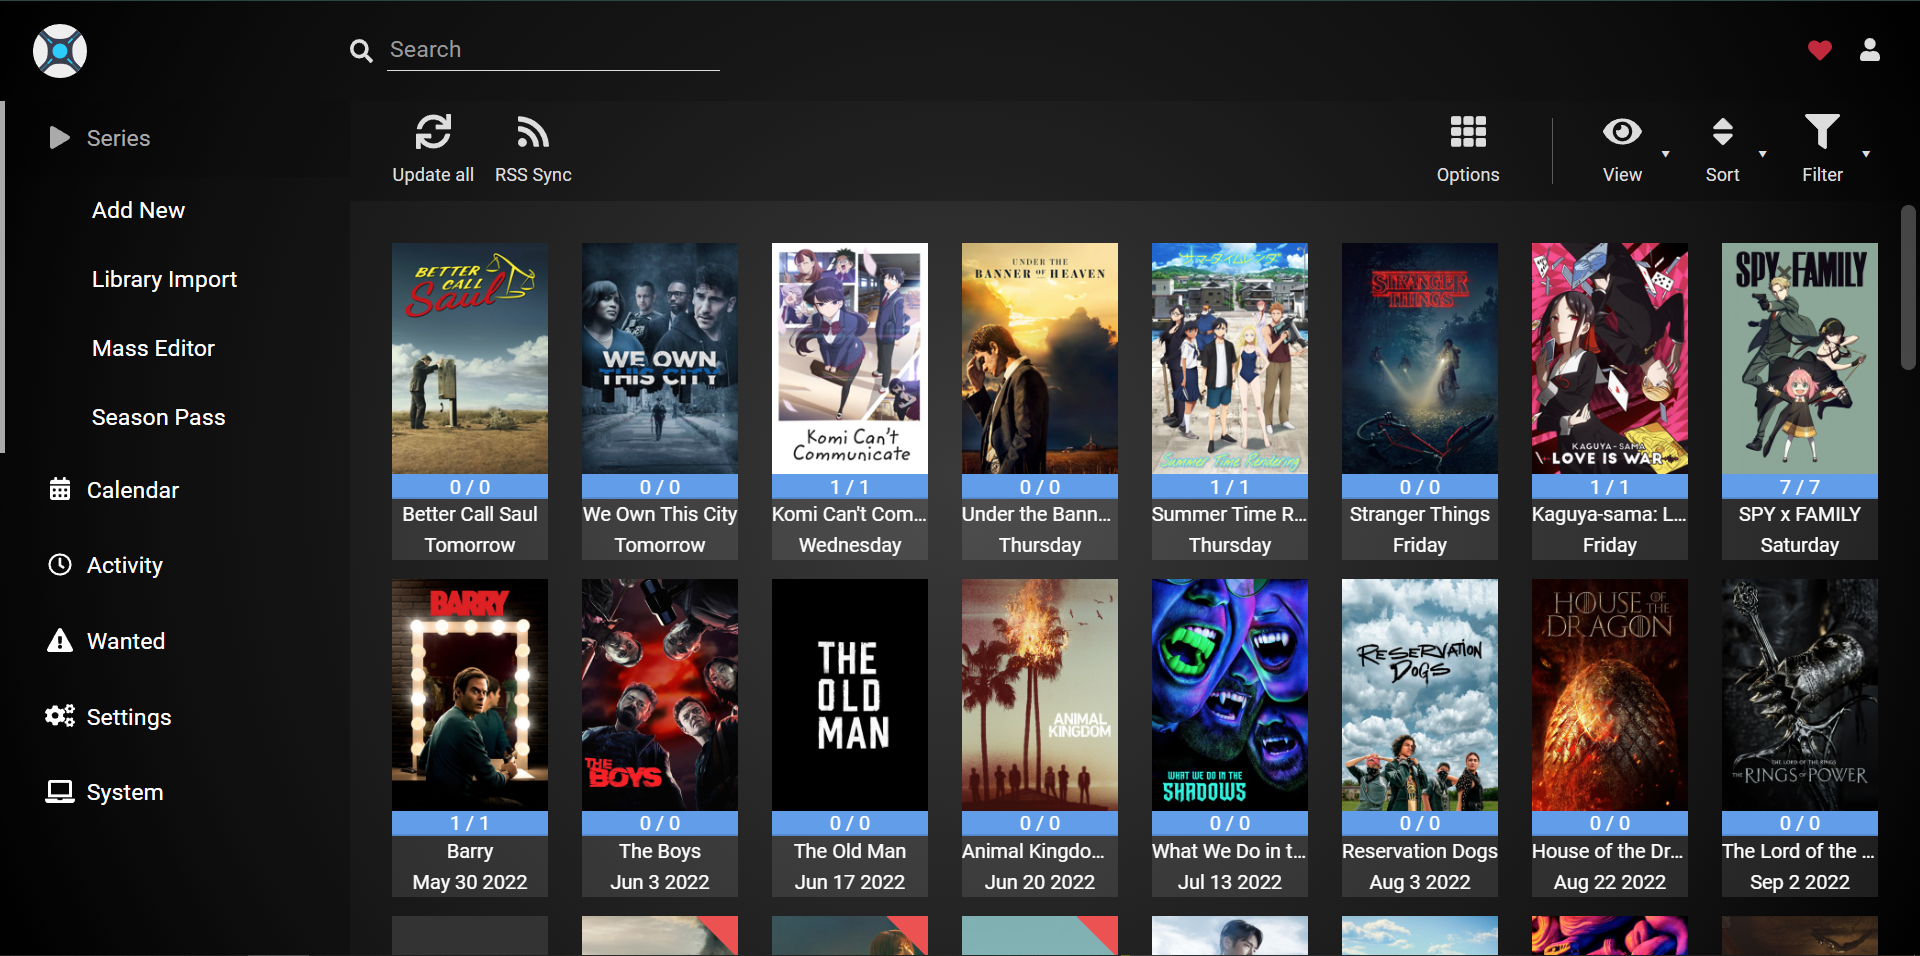 Search
Series
Add New
Library Import
Mass Editor
Season Pass
Calendar
Activity
Wanted
Settings
System
Update all
RSS Sync
Options
View
Sort
Filter
BETTER
CALL
Saul
0 / 0
Better Call Saul
Tomorrow
WE OWN
THIS CITY
0 / 0
We Own This City
Tomorrow
Komi Can't
Communicate
1 / 1
Komi Can't Com...
Wednesday
UNDER THE
BANNER OF HEAVEN
0 / 0
Under the Bann...
Thursday
サマータイムレンダ
Summer Time Rendering
1 / 1
Summer Time R...
Thursday
STRANGER
THINGS
0 / 0
Stranger Things
Friday
KAGUYA-SAMA
LOVE IS WAR
1 / 1
Kaguya-sama: L...
Friday
SPY×FAMILY
7 / 7
SPY x FAMILY
Saturday
BARRY
1 / 1
Barry
May 30 2022
THE
BOYS
0 / 0
The Boys
Jun 3 2022
THE
OLD
MAN
0 / 0
The Old Man
Jun 17 2022
ANIMAL
KINGDOM
0 / 0
Animal Kingdo...
Jun 20 2022
WHAT WE DO IN THE
SHADOWS
0 / 0
What We Do in t...
Jul 13 2022
RESERVATION
DOGS
0 / 0
Reservation Dogs
Aug 3 2022
HOUSE OF THE
DRAGON
0 / 0
House of the Dr...
Aug 22 2022
THE LORD OF THE RINGS
THE RINGS OF POWER
0 / 0
The Lord of the ...
Sep 2 2022